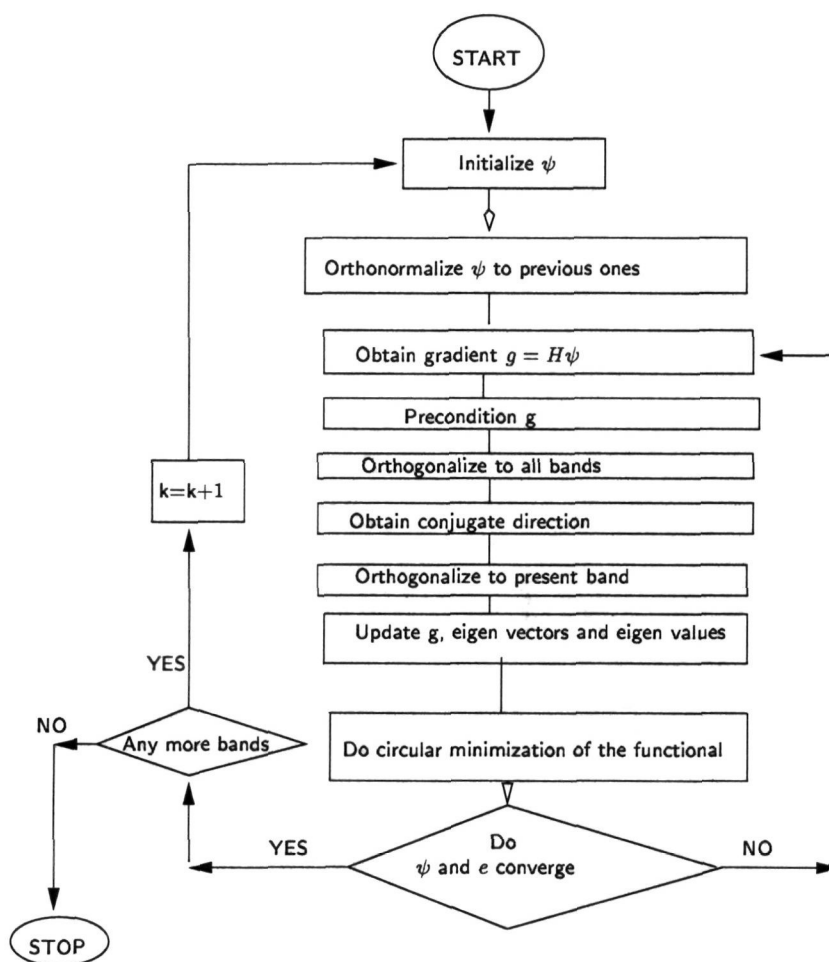 START
Initialize ψ
Orthonormalize ψ to previous ones
Obtain gradient g = Hψ
Precondition g
Orthogonalize to all bands
k=k+1
Obtain conjugate direction
Orthogonalize to present band
Update g, eigen vectors and eigen values
YES
NO
Any more bands
Do circular minimization of the functional
YES
Do
ψ and e converge
NO
STOP